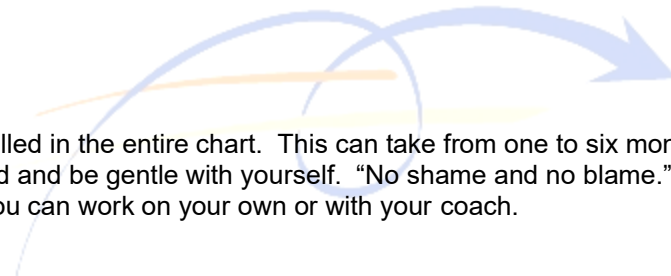 lled in the entire chart.  This can take from one to six mor
d and be gentle with yourself.  “No shame and no blame.”
ou can work on your own or with your coach.